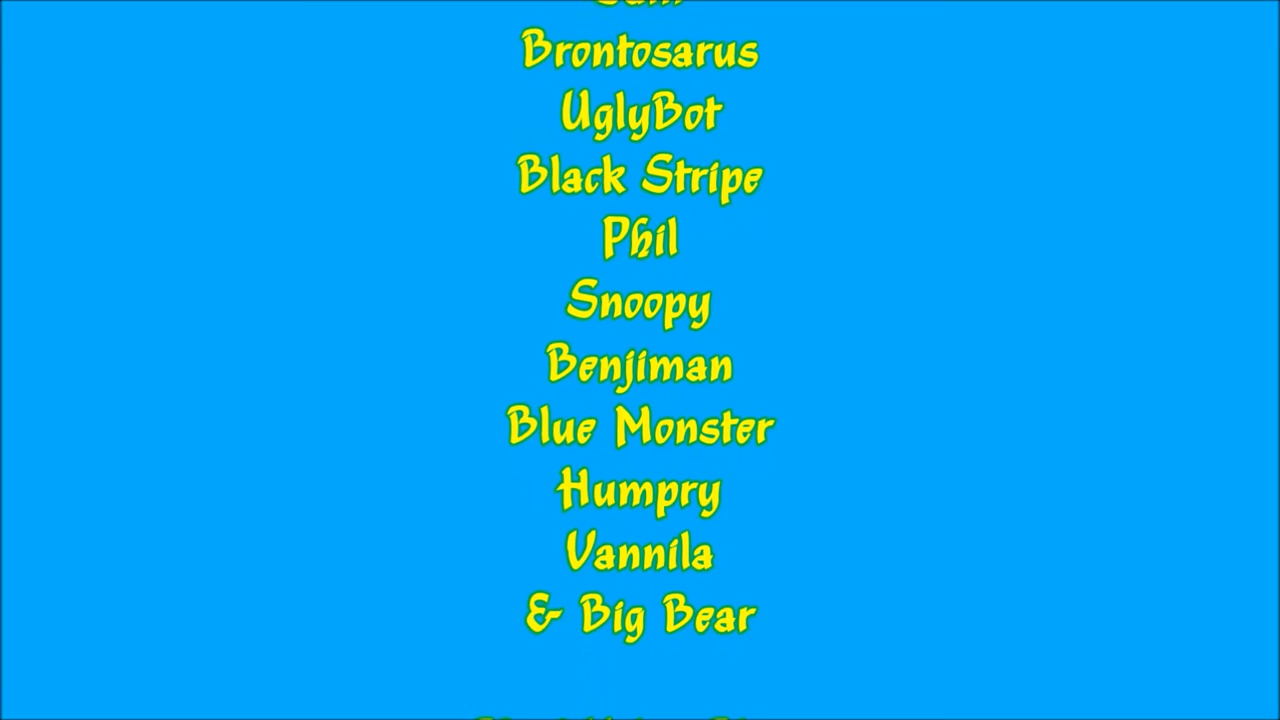 Brontosarus
UglyBot
Black Stripe
Phil
Snoopy
Benjiman
Blue Monster
Humpry
Vannila
& Big Bear